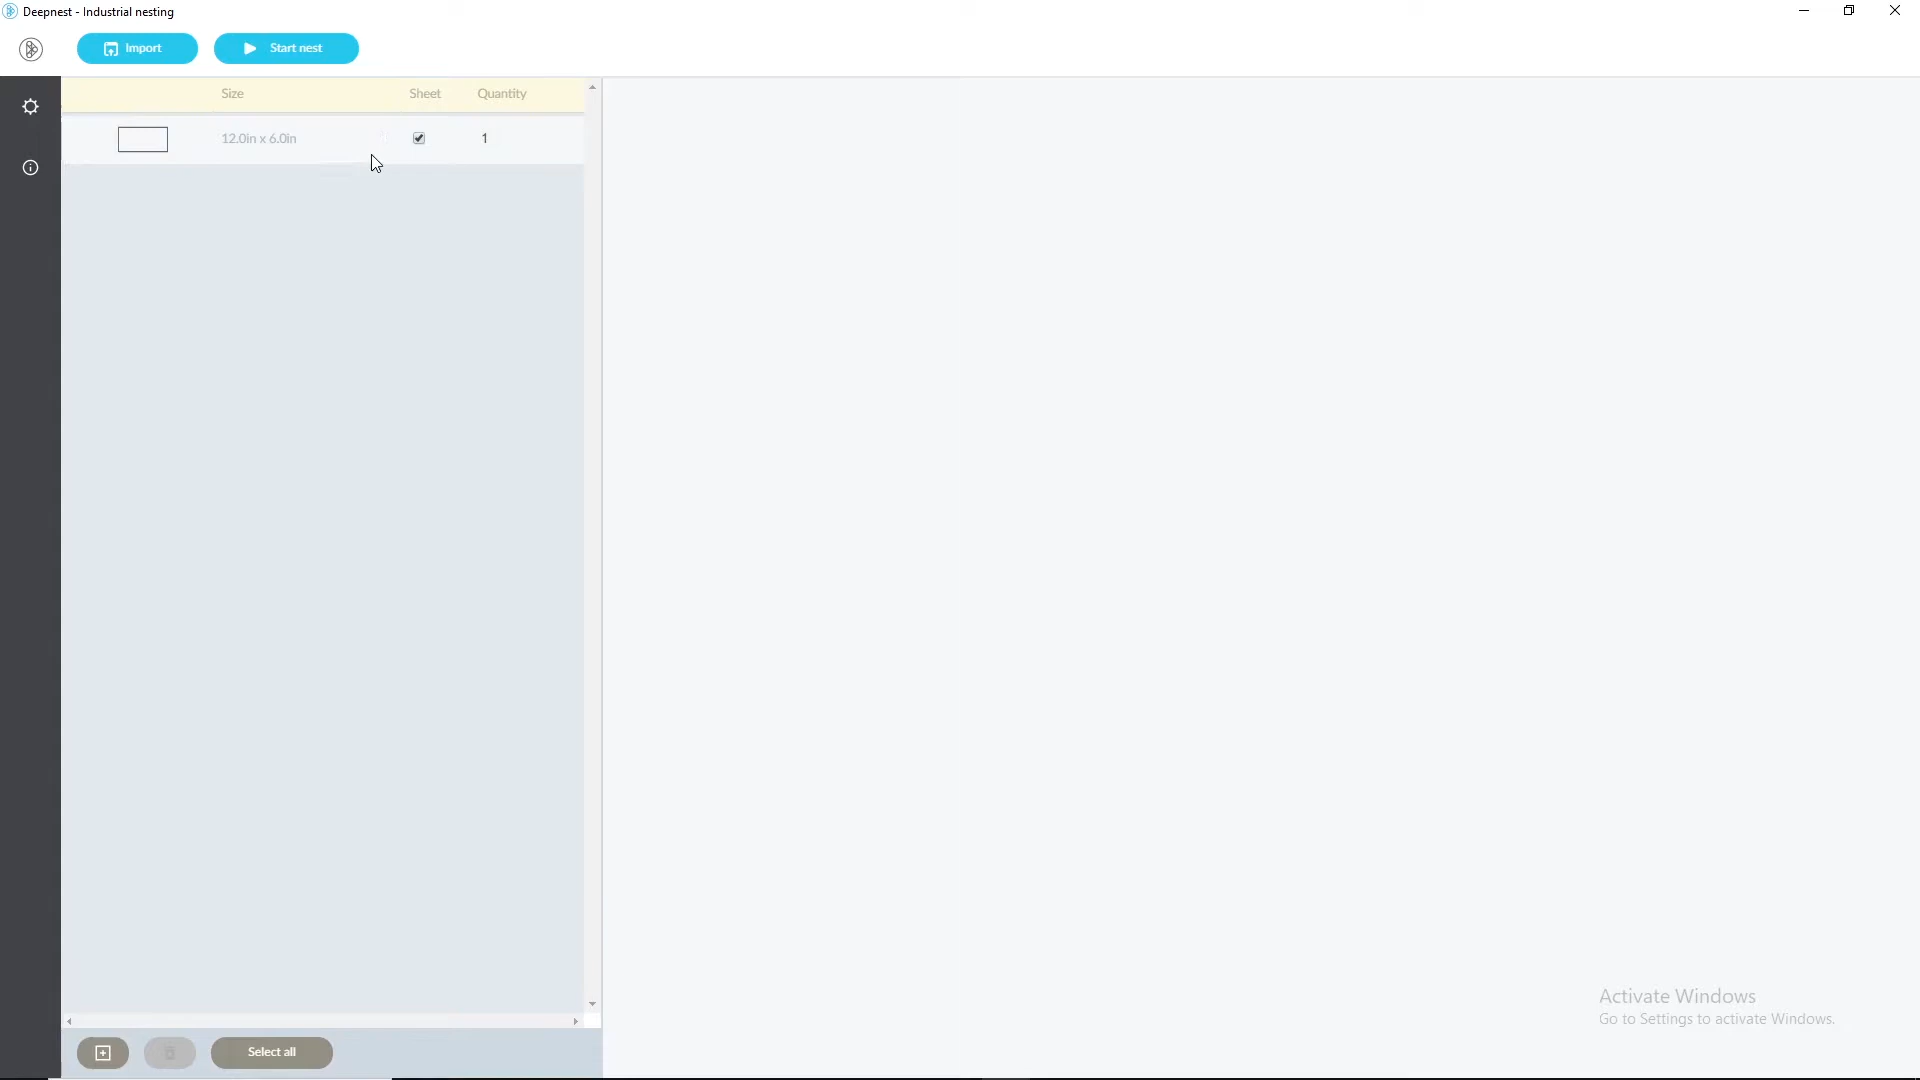 Deepnest - Industrial nesting
Import
Start nest
Size Sheet Quantity
12.0in x 6.0in 1
Select all
Activate Windows
Go to Settings to activate Windows.